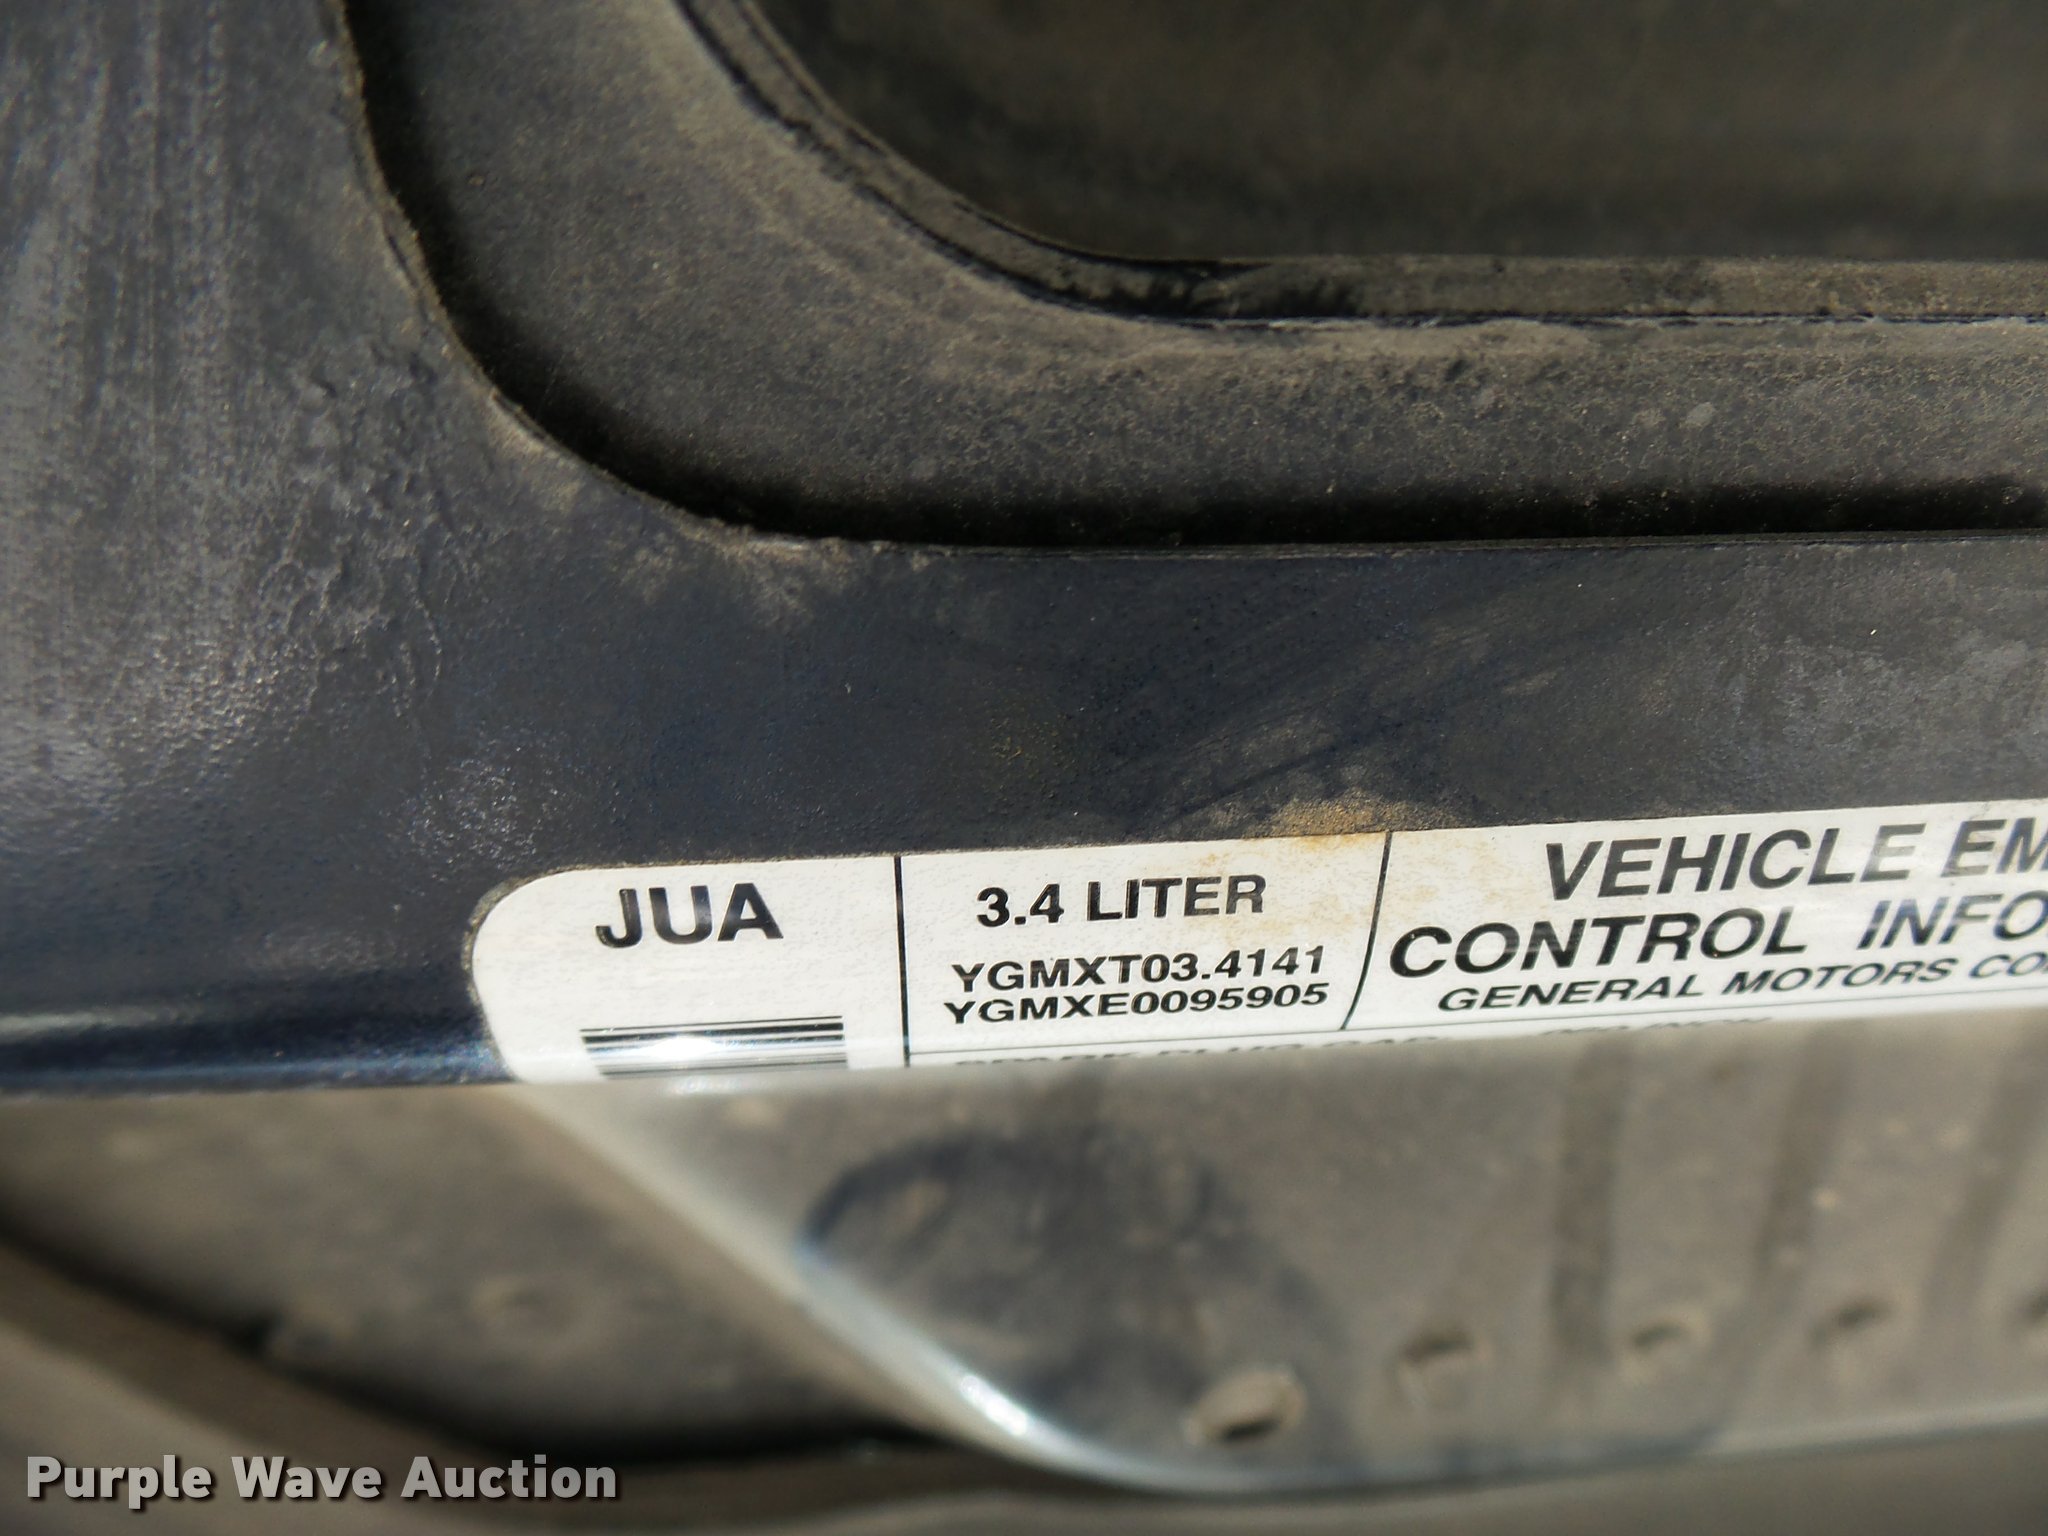 JUA
3.4 LITER
YGMXT03.4141
YGMXE0095905
VEHICLE EM
CONTROL INFO
GENERAL MOTORS CO
Purple Wave Auction